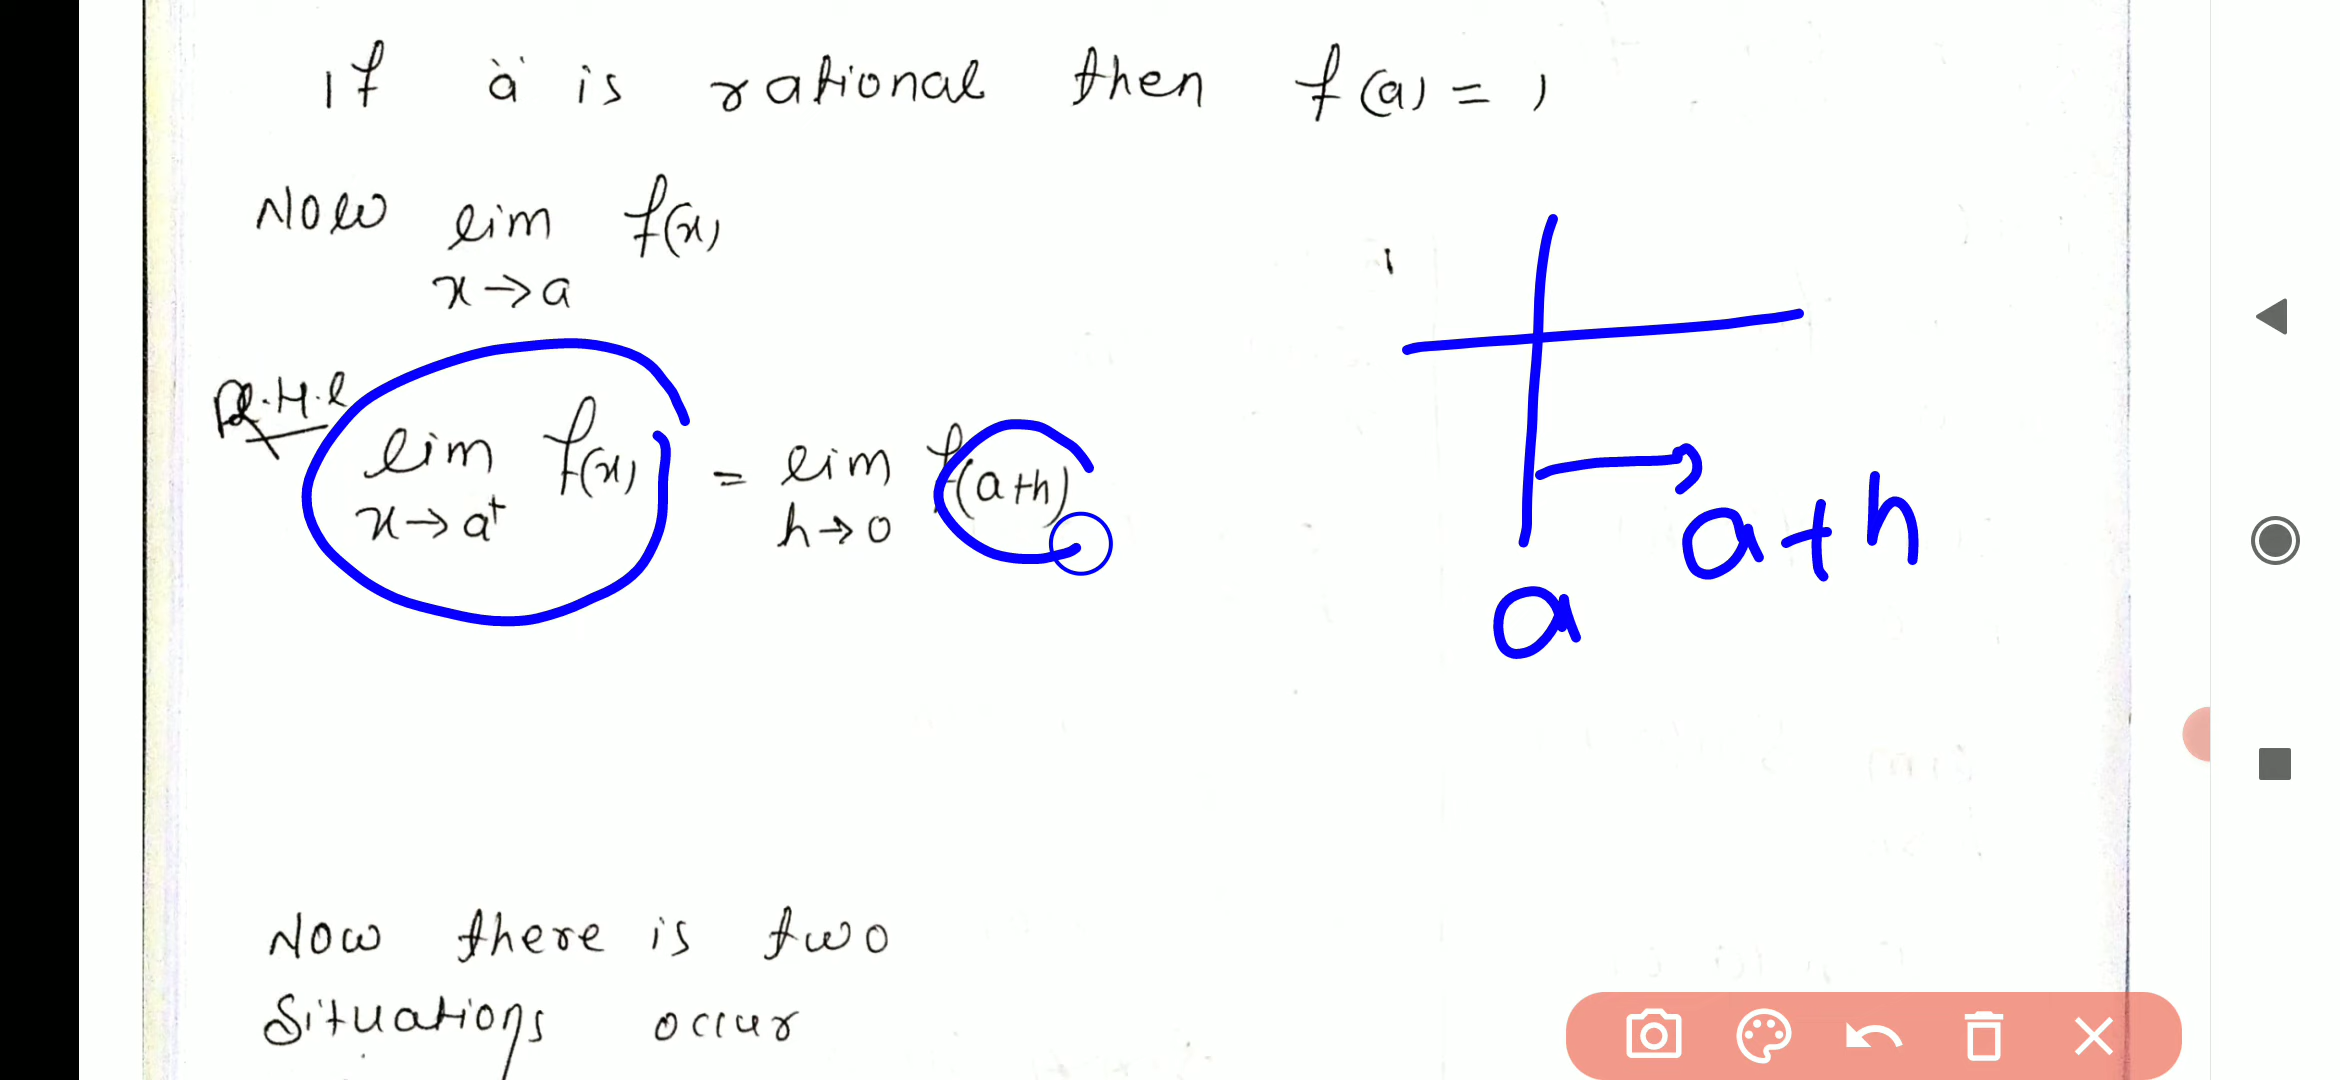 If 'a' is rational then f(a) = 1
Now lim f(x)
x→a
R.H.L
lim f(x) = lim f(a+h)
x→a⁺ h→0
a+h
a
Now there is two
Situations occur